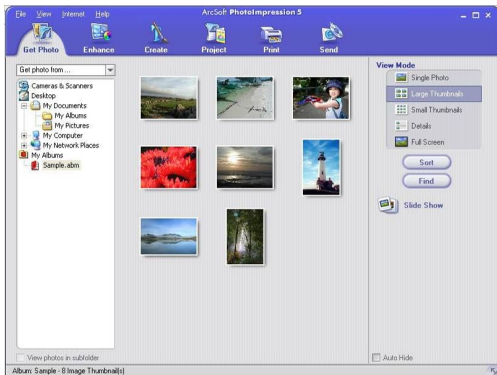 File View Internet Help
ArcSoft PhotoImpression 5
Get Photo Enhance Create Project Print Send
Get photo from ...
Cameras & Scanners
Desktop
My Documents
My Albums
My Pictures
My Computer
My Network Places
My Albums
Sample.abm
View photos in subfolder
View Mode
Single Photo
Large Thumbnails
Small Thumbnails
Details
Full Screen
Sort
Find
Slide Show
Auto Hide
Album: Sample - 8 Image Thumbnail(s)